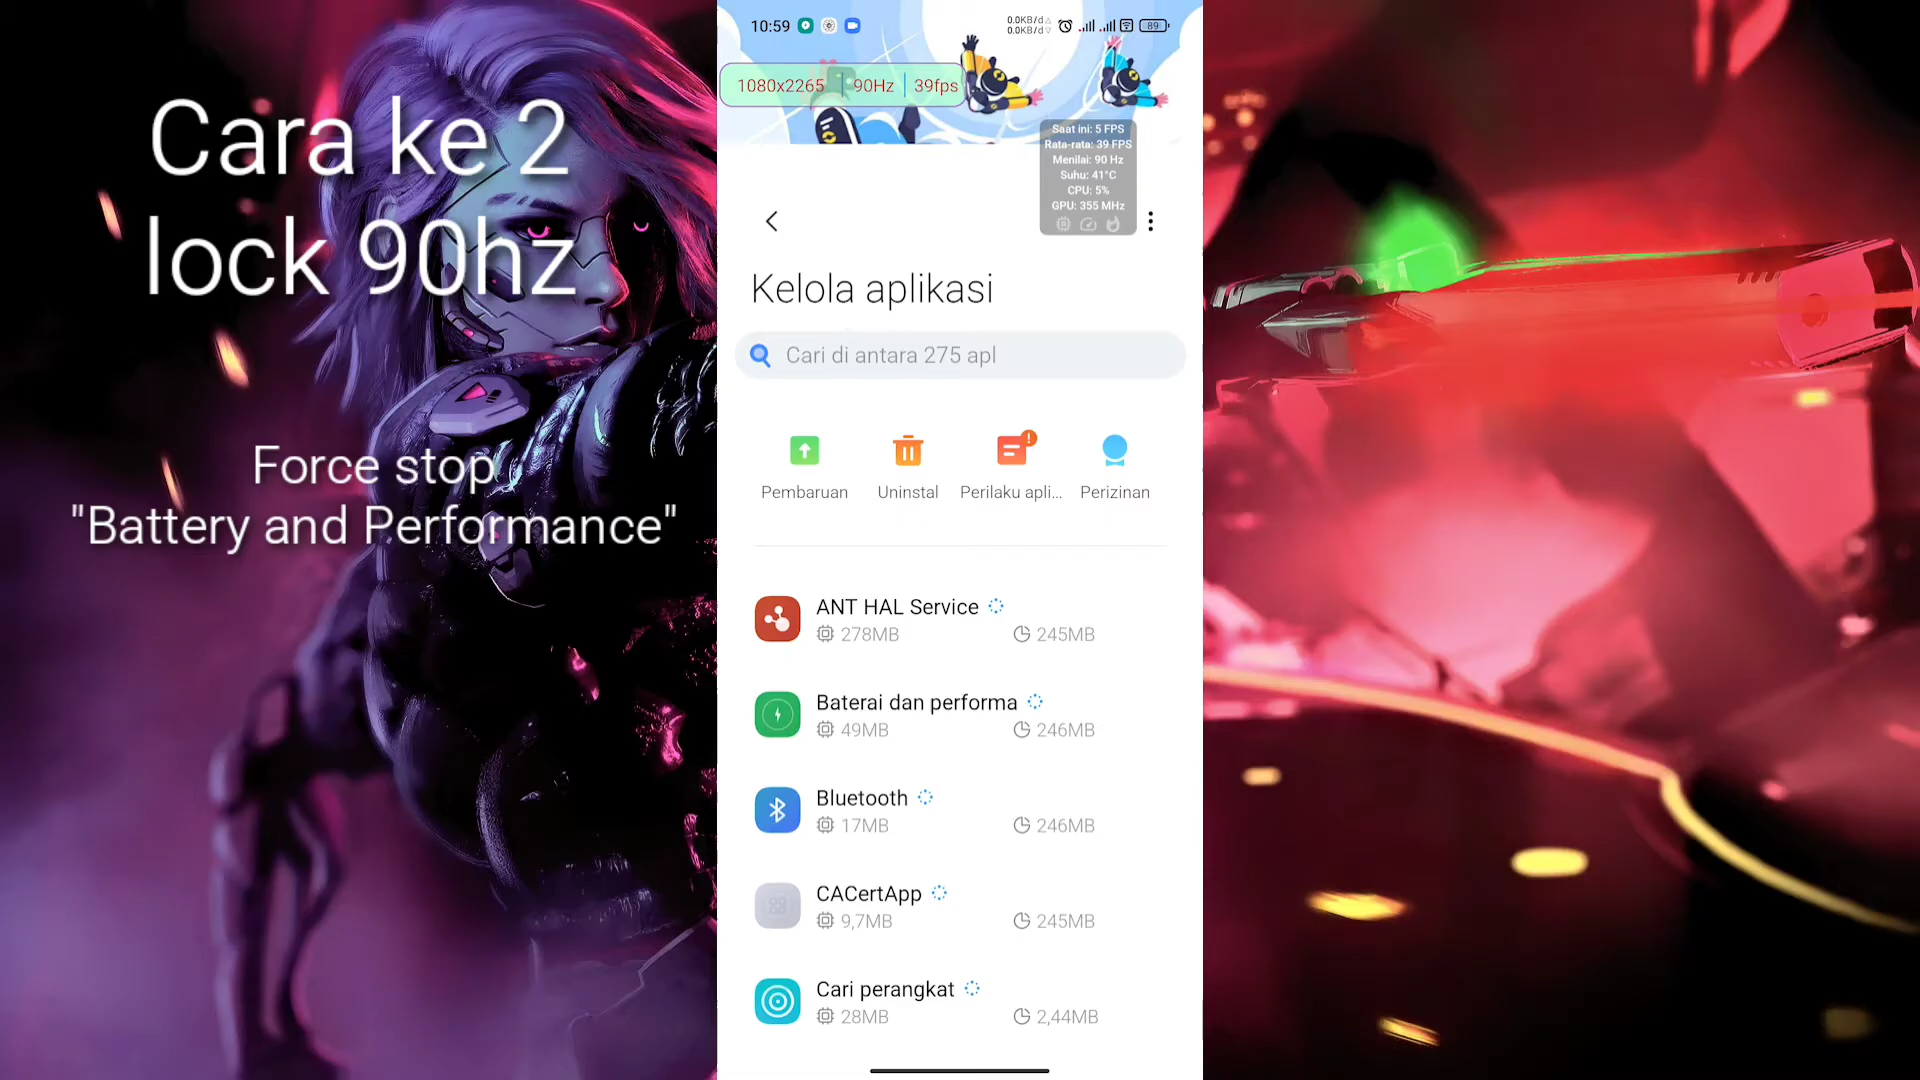 Cara ke 2
lock 90hz
Force stop
"Battery and Performance"
10:59
0.0KB/d
0.0KB/d
89
1080x2265 | 90Hz | 39fps
Saat ini: 5 FPS
Rata-rata: 39 FPS
Menilai: 90 Hz
Suhu: 41°C
CPU: 5%
GPU: 355 MHz
Kelola aplikasi
Cari di antara 275 apl
Pembaruan
Uninstal
Perilaku apli...
Perizinan
ANT HAL Service
278MB 245MB
Baterai dan performa
49MB 246MB
Bluetooth
17MB 246MB
CACertApp
9,7MB 245MB
Cari perangkat
28MB 2,44MB